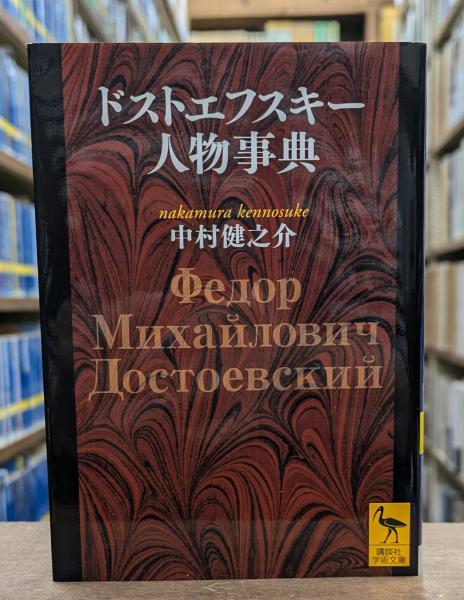 ドストエフスキー
人物事典
nakamura kennosuke
中村健之介
Федор
Михайлович
Достоевский
講談社
学術文庫